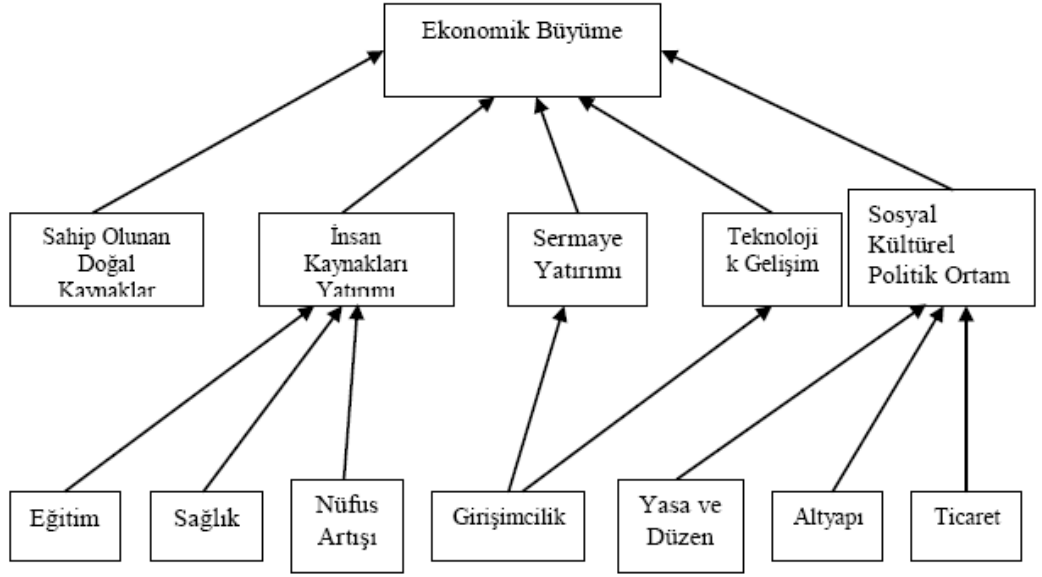 Ekonomik Büyüme
Sahip Olunan
Doğal
Kaynaklar
İnsan
Kaynakları
Yatırımı
Sermaye
Yatırımı
Teknoloji
k Gelişim
Sosyal
Kültürel
Politik Ortam
Eğitim
Sağlık
Nüfus
Artışı
Girişimcilik
Yasa ve
Düzen
Altyapı
Ticaret